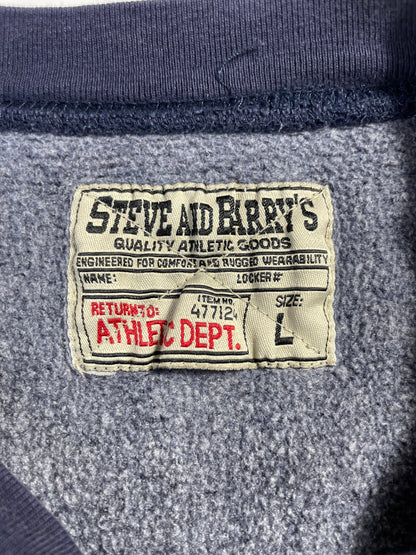 STEVE AND BARRY'S
QUALITY ATHLETIC GOODS
ENGINEERED FOR COMFORT AND RUGGED WEARABILITY
NAME: LOCKER#
RETURN TO: ITEM NO. SIZE:
ATHLETIC DEPT. 477124 L